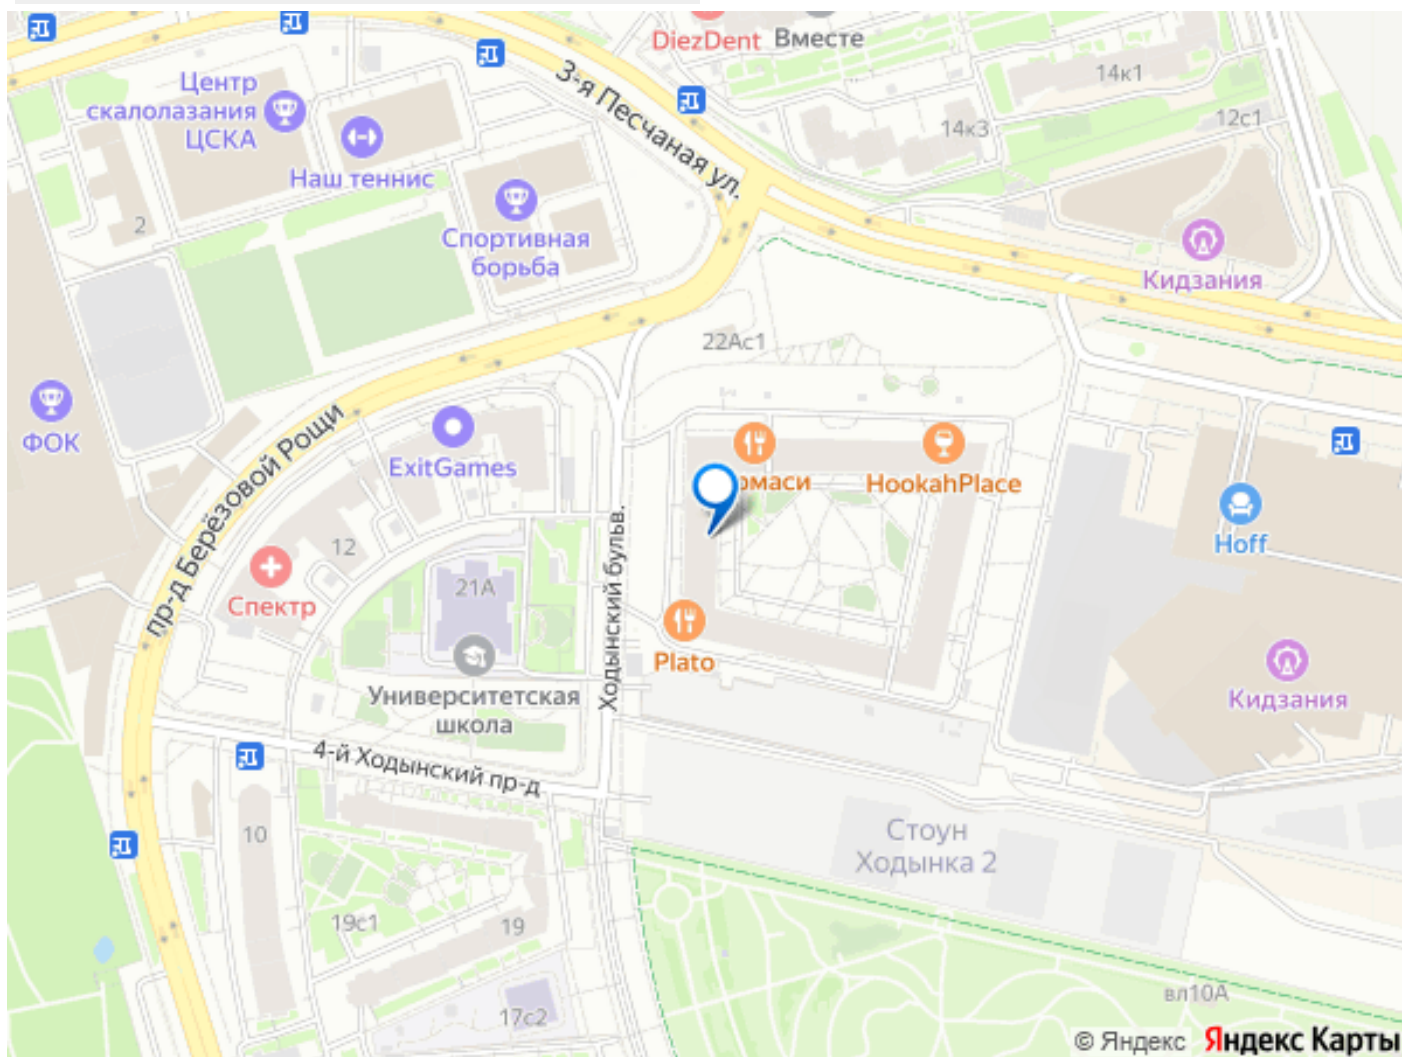 DiezDent
Вместе
Центр
скалолазания
ЦСКА
3-я Песчаная ул.
14к1
12с1
14к3
Наш теннис
2
Спортивная
борьба
Кидзания
22Ас1
ФОК
пр-д Берёзовой Рощи
ExitGames
омаси
HookahPlace
Hoff
12
Спектр
21А
Ходынский бульв.
Plato
Университетская
школа
Кидзания
4-й Ходынский пр-д
10
Стоун
Ходынка 2
19с1
19
17с2
вл10А
© Яндекс
Яндекс Карты